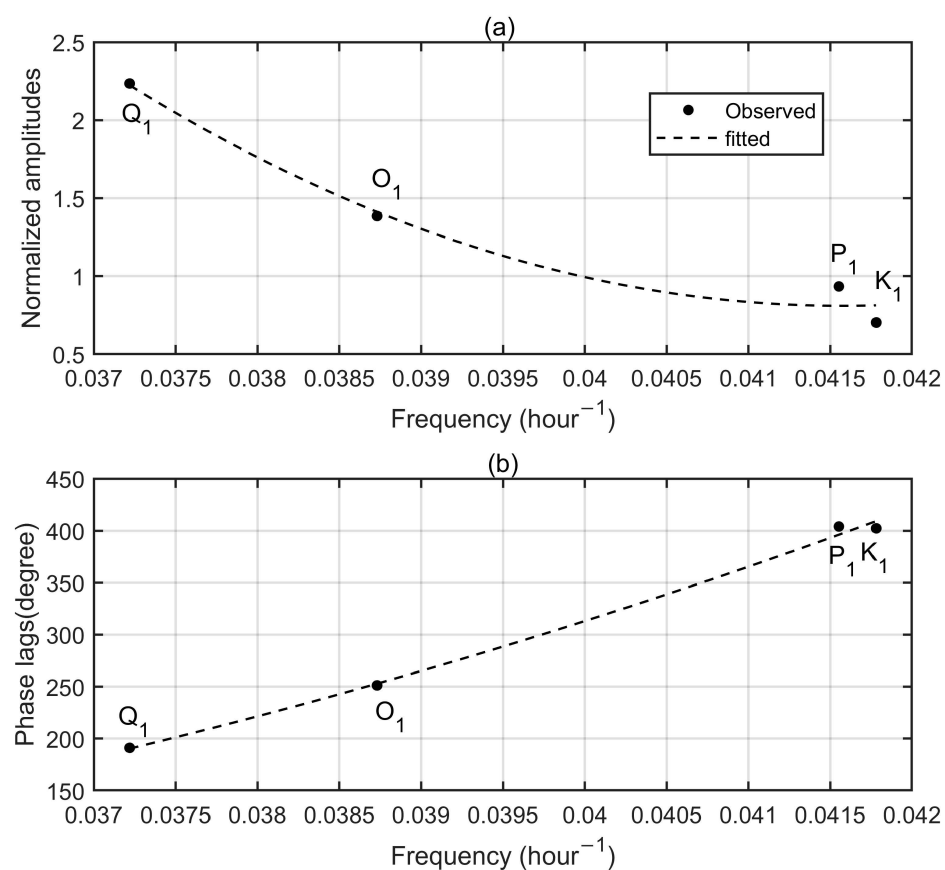 (a)
Normalized amplitudes
2.5
2
1.5
1
0.5
Q1
O1
P1
K1
Observed
fitted
0.037 0.0375 0.038 0.0385 0.039 0.0395 0.04 0.0405 0.041 0.0415 0.042
Frequency (hour−1)
(b)
Phase lags(degree)
450
400
350
300
250
200
150
Q1
O1
P1 K1
0.037 0.0375 0.038 0.0385 0.039 0.0395 0.04 0.0405 0.041 0.0415 0.042
Frequency (hour−1)